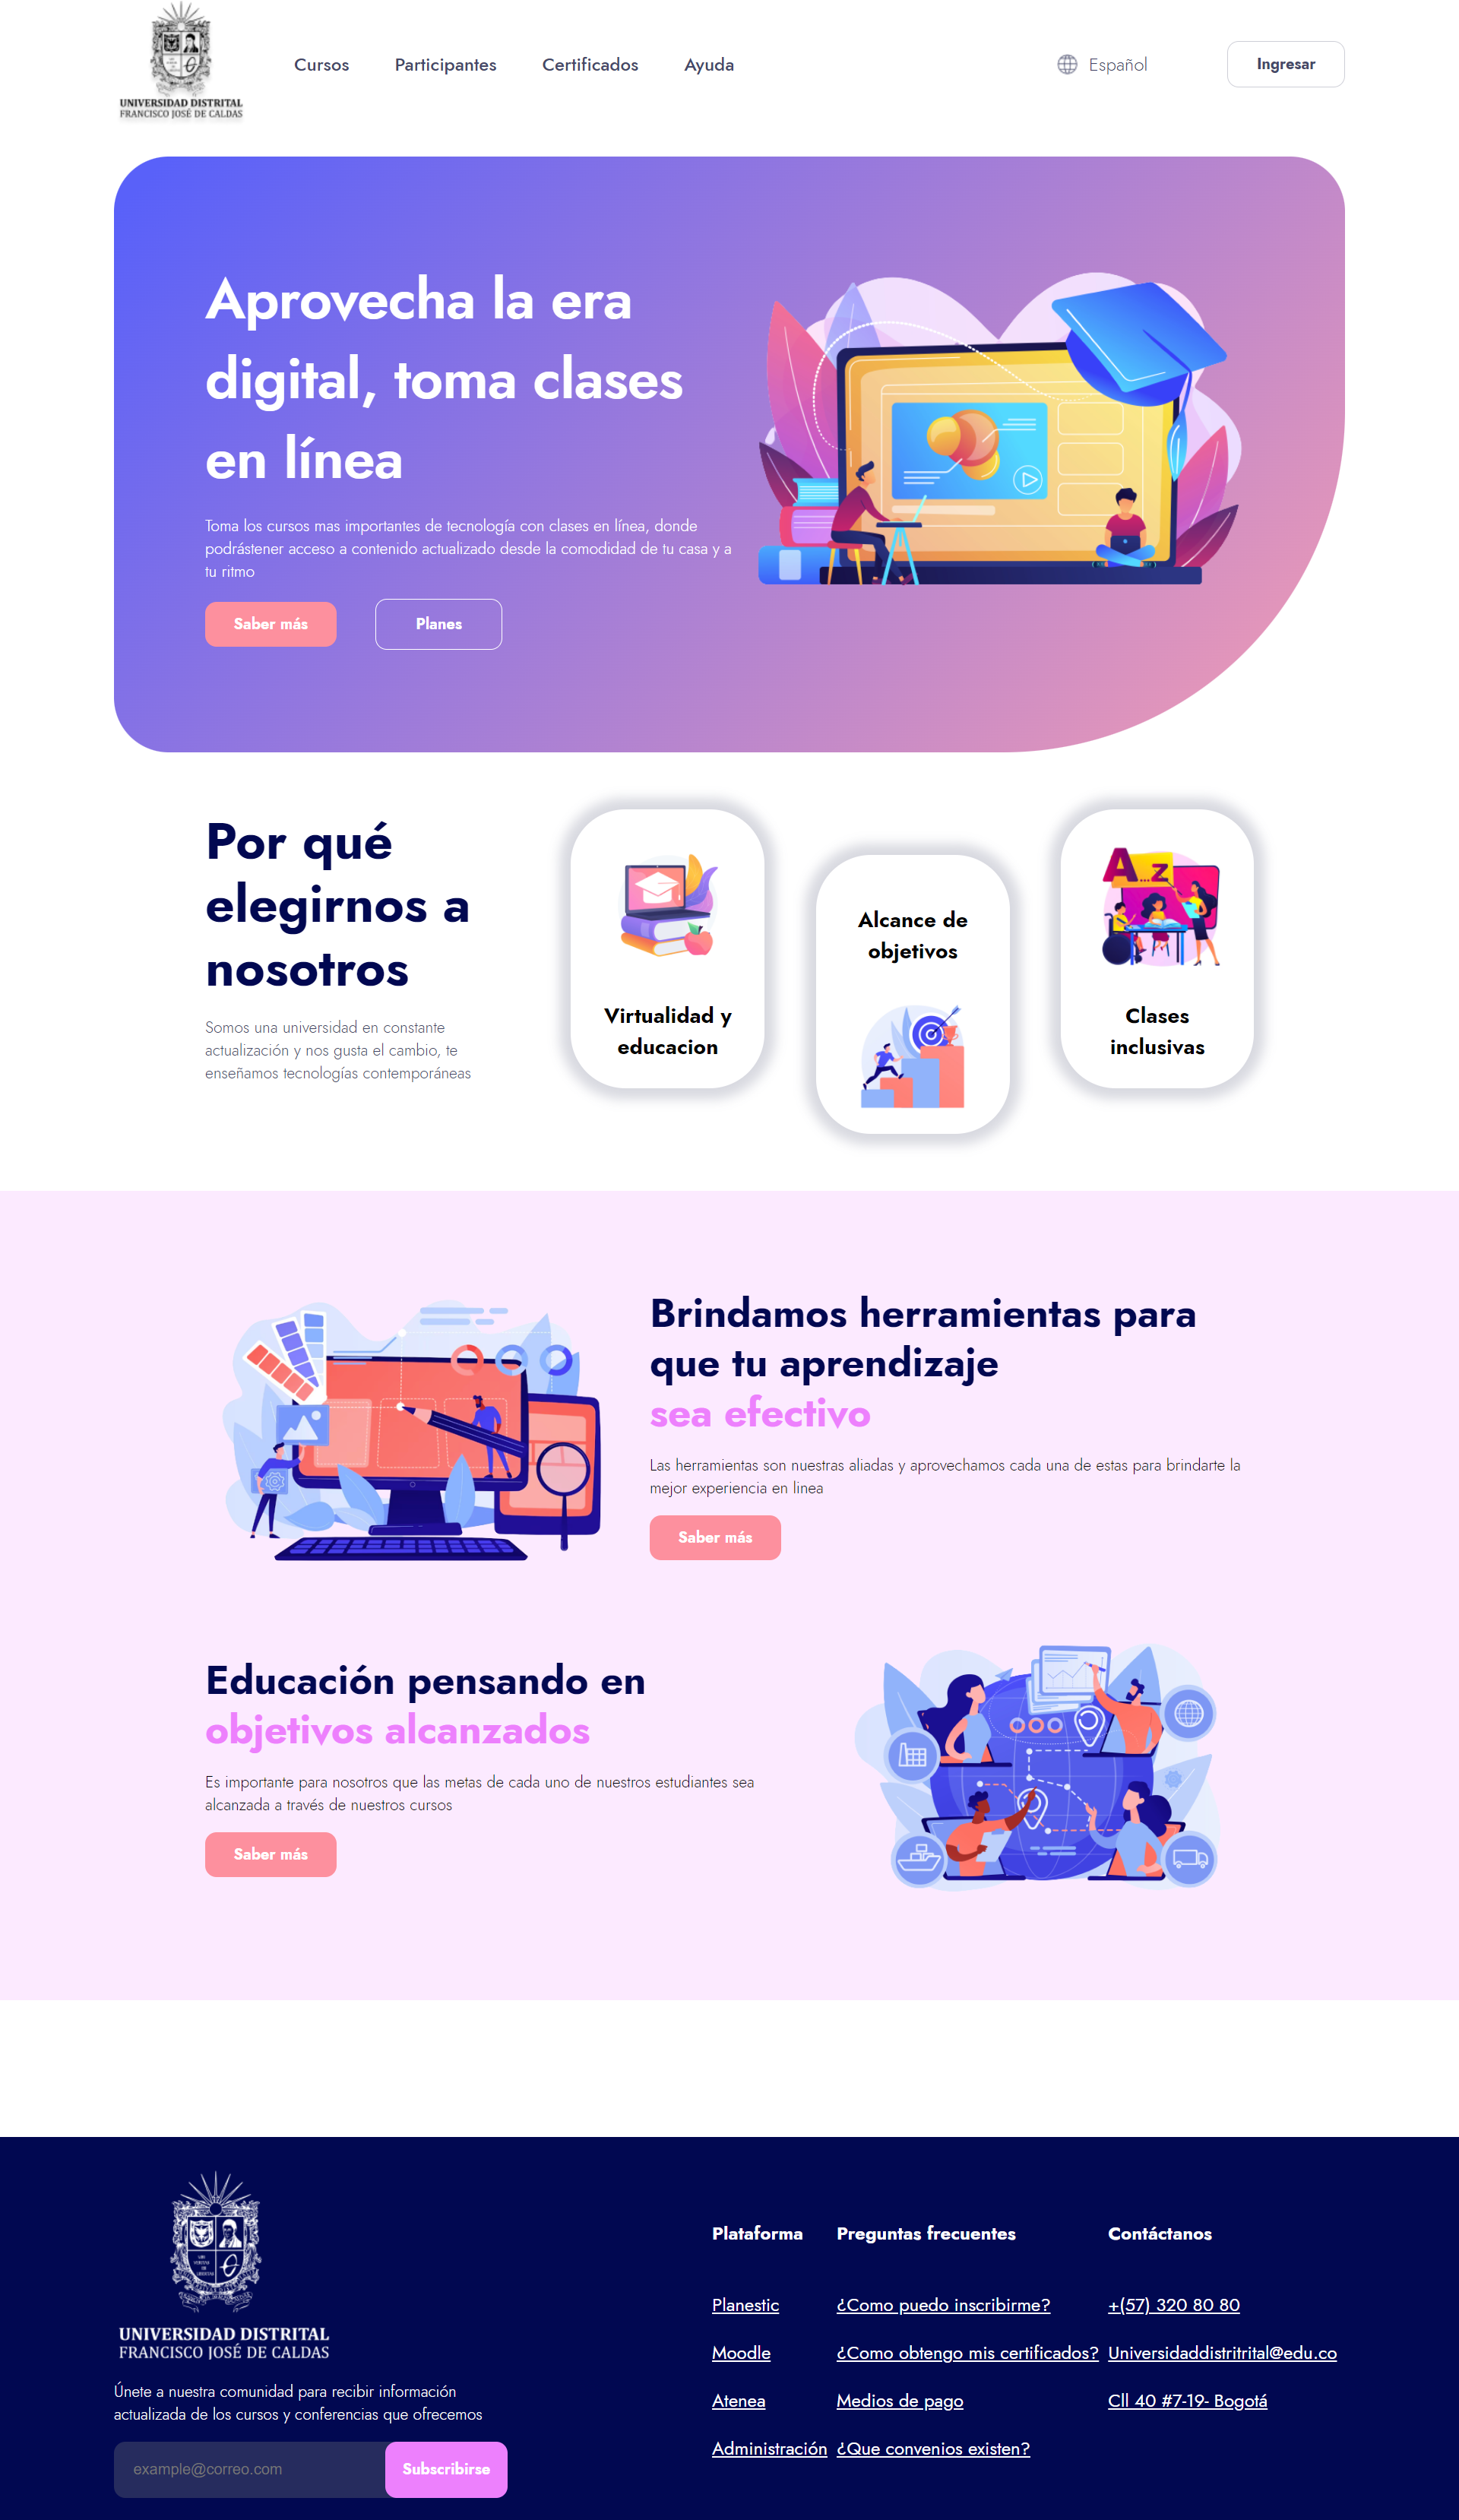 UNIVERSIDAD DISTRITAL
FRANCISCO JOSÉ DE CALDAS
Cursos
Participantes
Certificados
Ayuda
Español
Ingresar
Aprovecha la era
digital, toma clases
en línea
Toma los cursos mas importantes de tecnología con clases en línea, donde
podrástener acceso a contenido actualizado desde la comodidad de tu casa y a
tu ritmo
Saber más
Planes
Por qué
elegirnos a
nosotros
Somos una universidad en constante
actualización y nos gusta el cambio, te
enseñamos tecnologías contemporáneas
Virtualidad y
educacion
Alcance de
objetivos
A...z
Clases
inclusivas
Brindamos herramientas para
que tu aprendizaje
sea efectivo
Las herramientas son nuestras aliadas y aprovechamos cada una de estas para brindarte la
mejor experiencia en linea
Saber más
Educación pensando en
objetivos alcanzados
Es importante para nosotros que las metas de cada uno de nuestros estudiantes sea
alcanzada a través de nuestros cursos
Saber más
UNIVERSIDAD DISTRITAL
FRANCISCO JOSÉ DE CALDAS
Únete a nuestra comunidad para recibir información
actualizada de los cursos y conferencias que ofrecemos
example@correo.com
Subscribirse
Plataforma
Planestic
Moodle
Atenea
Administración
Preguntas frecuentes
¿Como puedo inscribirme?
¿Como obtengo mis certificados?
Medios de pago
¿Que convenios existen?
Contáctanos
+(57) 320 80 80
Universidaddistritrital@edu.co
Cll 40 #7-19- Bogotá